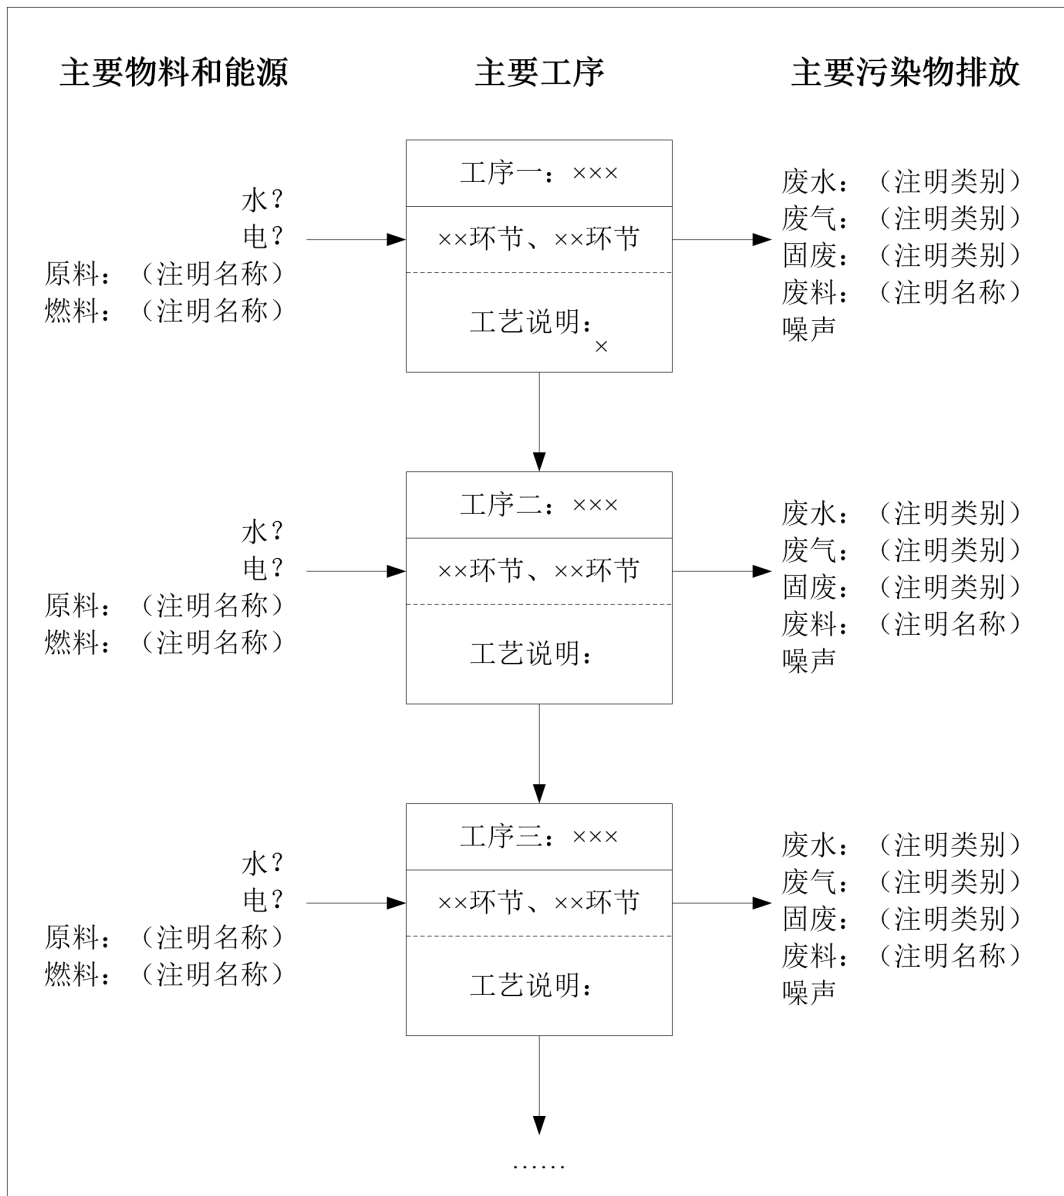 主要物料和能源
主要工序
主要污染物排放
水?
电?
原料：（注明名称）
燃料：（注明名称）
工序一：×××
××环节、××环节
工艺说明：
×
废水：（注明类别）
废气：（注明类别）
固废：（注明类别）
废料：（注明名称）
噪声
水?
电?
原料：（注明名称）
燃料：（注明名称）
工序二：×××
××环节、××环节
工艺说明：
废水：（注明类别）
废气：（注明类别）
固废：（注明类别）
废料：（注明名称）
噪声
水?
电?
原料：（注明名称）
燃料：（注明名称）
工序三：×××
××环节、××环节
工艺说明：
废水：（注明类别）
废气：（注明类别）
固废：（注明类别）
废料：（注明名称）
噪声
……